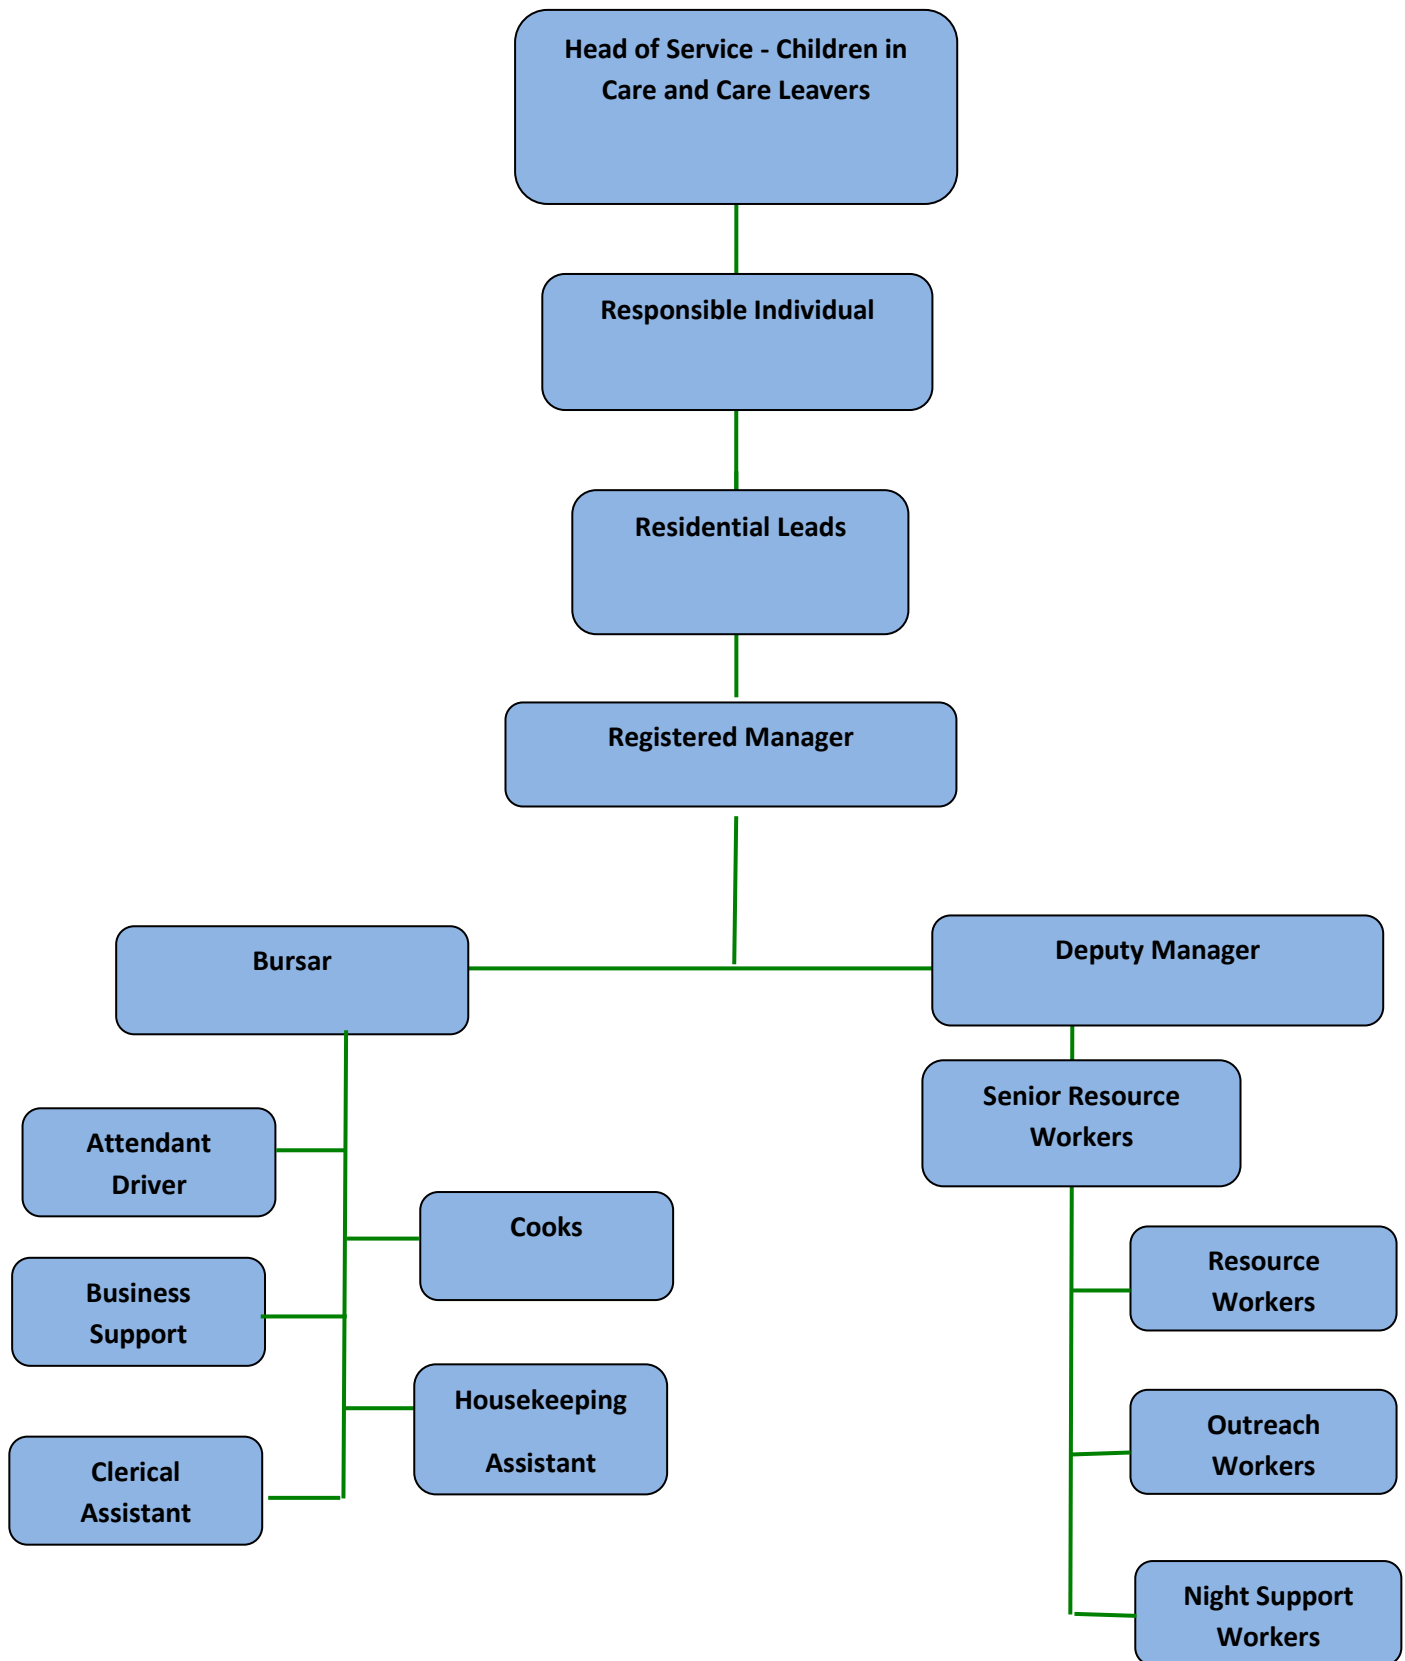 Head of Service - Children in
Care and Care Leavers
Responsible Individual
Residential Leads
Registered Manager
Bursar
Deputy Manager
Senior Resource
Workers
Attendant
Driver
Cooks
Business
Support
Housekeeping
Assistant
Clerical
Assistant
Resource
Workers
Outreach
Workers
Night Support
Workers